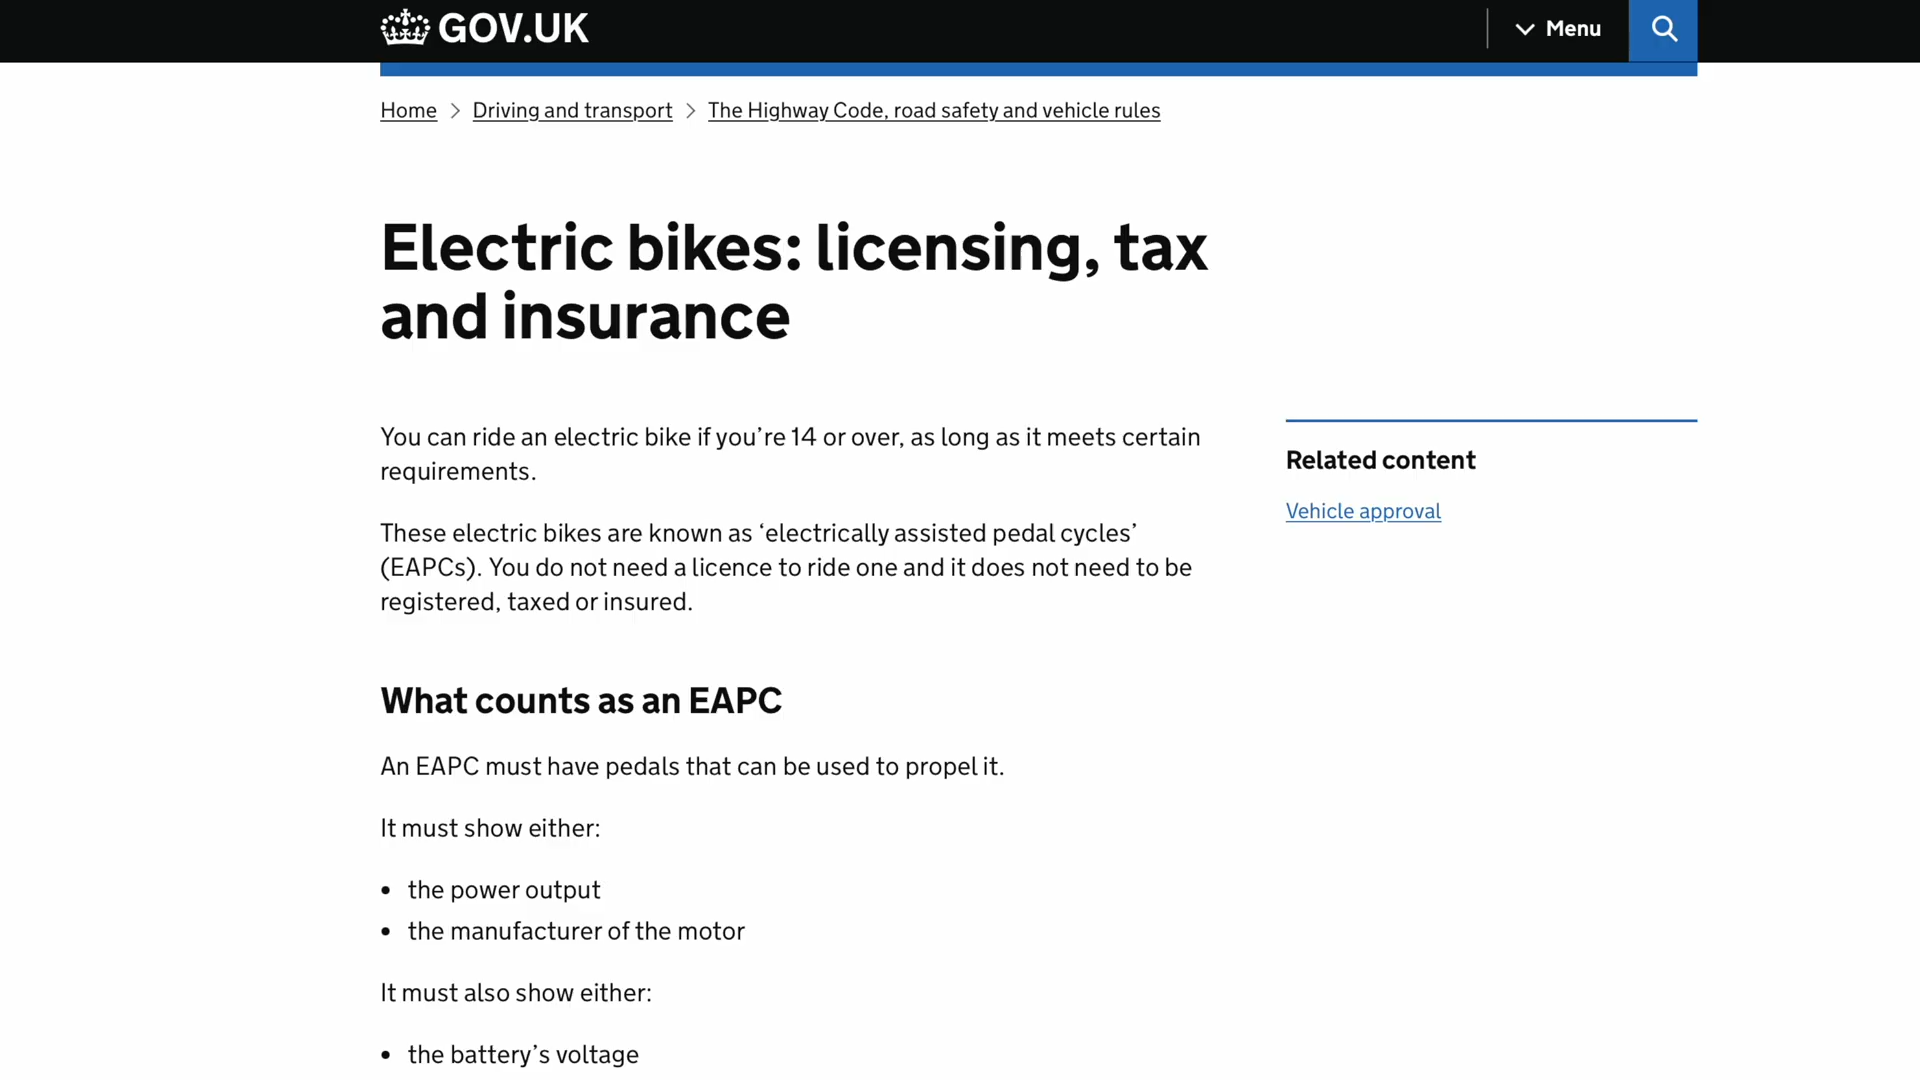 GOV.UK
Menu
Home > Driving and transport > The Highway Code, road safety and vehicle rules
Electric bikes: licensing, tax
and insurance
You can ride an electric bike if you’re 14 or over, as long as it meets certain
requirements.
These electric bikes are known as ‘electrically assisted pedal cycles’
(EAPCs). You do not need a licence to ride one and it does not need to be
registered, taxed or insured.
What counts as an EAPC
An EAPC must have pedals that can be used to propel it.
It must show either:
• the power output
• the manufacturer of the motor
It must also show either:
• the battery’s voltage
Related content
Vehicle approval